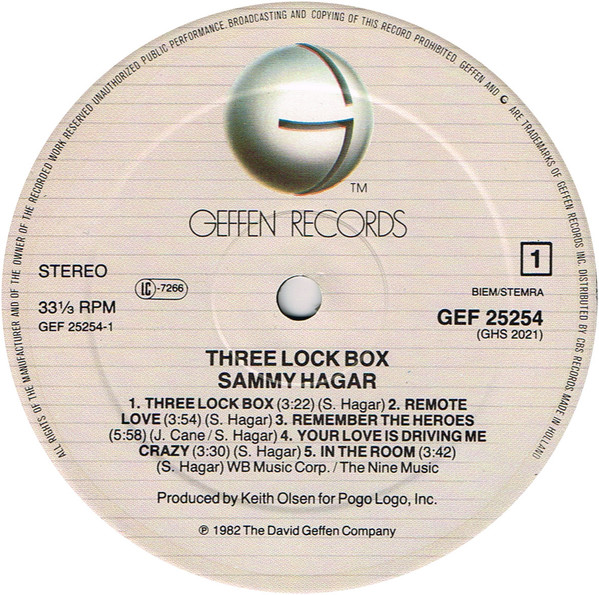 ALL RIGHTS OF THE MANUFACTURER AND OF THE OWNER OF THE RECORDED WORK RESERVED UNAUTHORIZED PUBLIC PERFORMANCE, BROADCASTING AND COPYING OF THIS RECORD PROHIBITED. GEFFEN AND G ARE TRADEMARKS OF GEFFEN RECORDS INC. DISTRIBUTED BY CBS RECORDS MADE IN HOLLAND
TM
GEFFEN RECORDS
STEREO
LC-7266
1
33⅓ RPM
GEF 25254-1
BIEM/STEMRA
GEF 25254
(GHS 2021)
THREE LOCK BOX
SAMMY HAGAR
1. THREE LOCK BOX (3:22) (S. Hagar) 2. REMOTE
LOVE (3:54) (S. Hagar) 3. REMEMBER THE HEROES
(5:58) (J. Cane / S. Hagar) 4. YOUR LOVE IS DRIVING ME
CRAZY (3:30) (S. Hagar) 5. IN THE ROOM (3:42)
(S. Hagar) WB Music Corp. / The Nine Music
Produced by Keith Olsen for Pogo Logo, Inc.
℗ 1982 The David Geffen Company